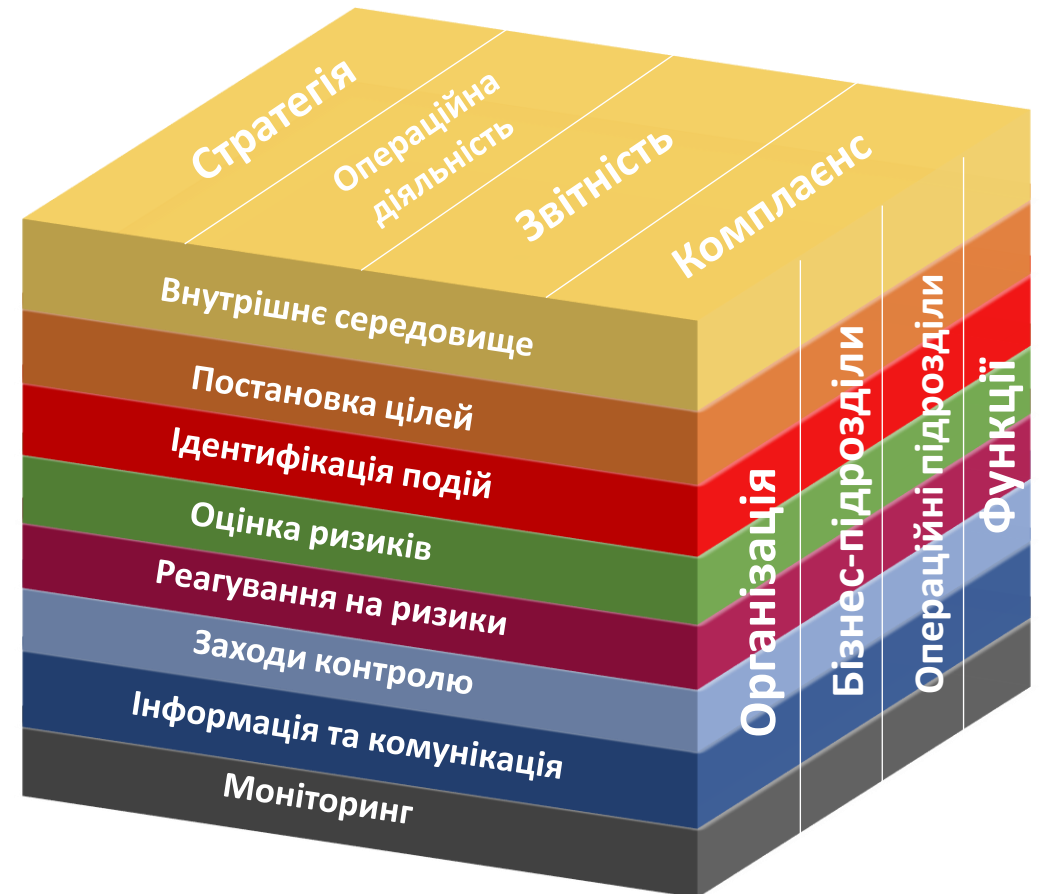 Стратегія
Операційна
діяльність
Звітність
Комплаєнс
Внутрішнє середовище
Постановка цілей
Ідентифікація подій
Оцінка ризиків
Реагування на ризики
Заходи контролю
Інформація та комунікація
Моніторинг
Організація
Бізнес-підрозділи
Операційні підрозділи
Функції